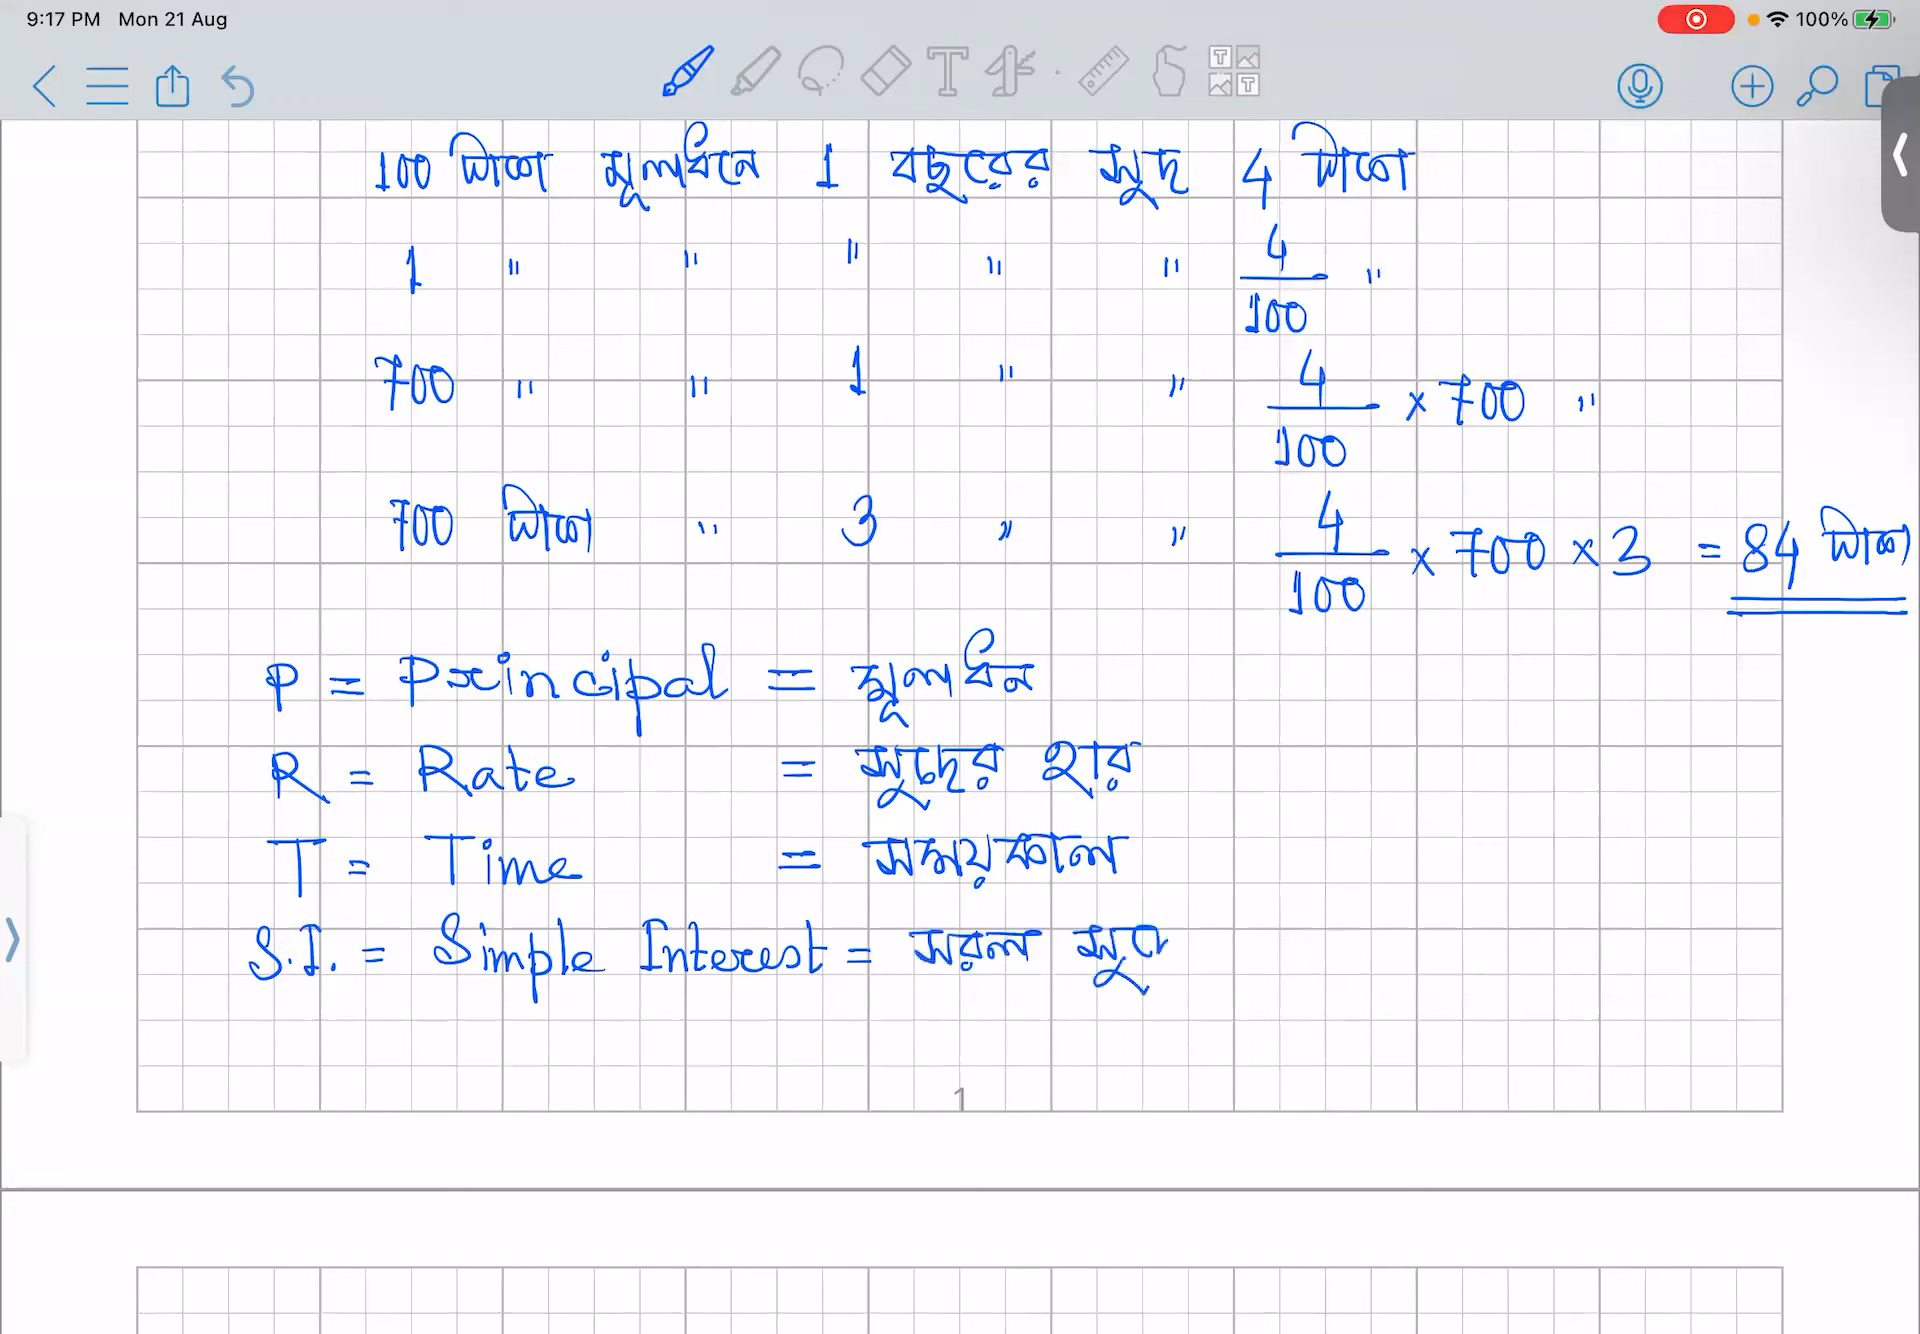 9:17 PM Mon 21 Aug 100%
100 টাকা মূলধনে 1 বছরের সুদ 4 টাকা
1 " " " " " 4/100 "
700 " " 1 " " 4/100 × 700 "
700 টাকা " 3 " " 4/100 × 700 × 3 = 84 টাকা
P = Principal = মূলধন
R = Rate = সুদের হার
T = Time = সময়কাল
S.I. = Simple Interest = সরল সুদ
1